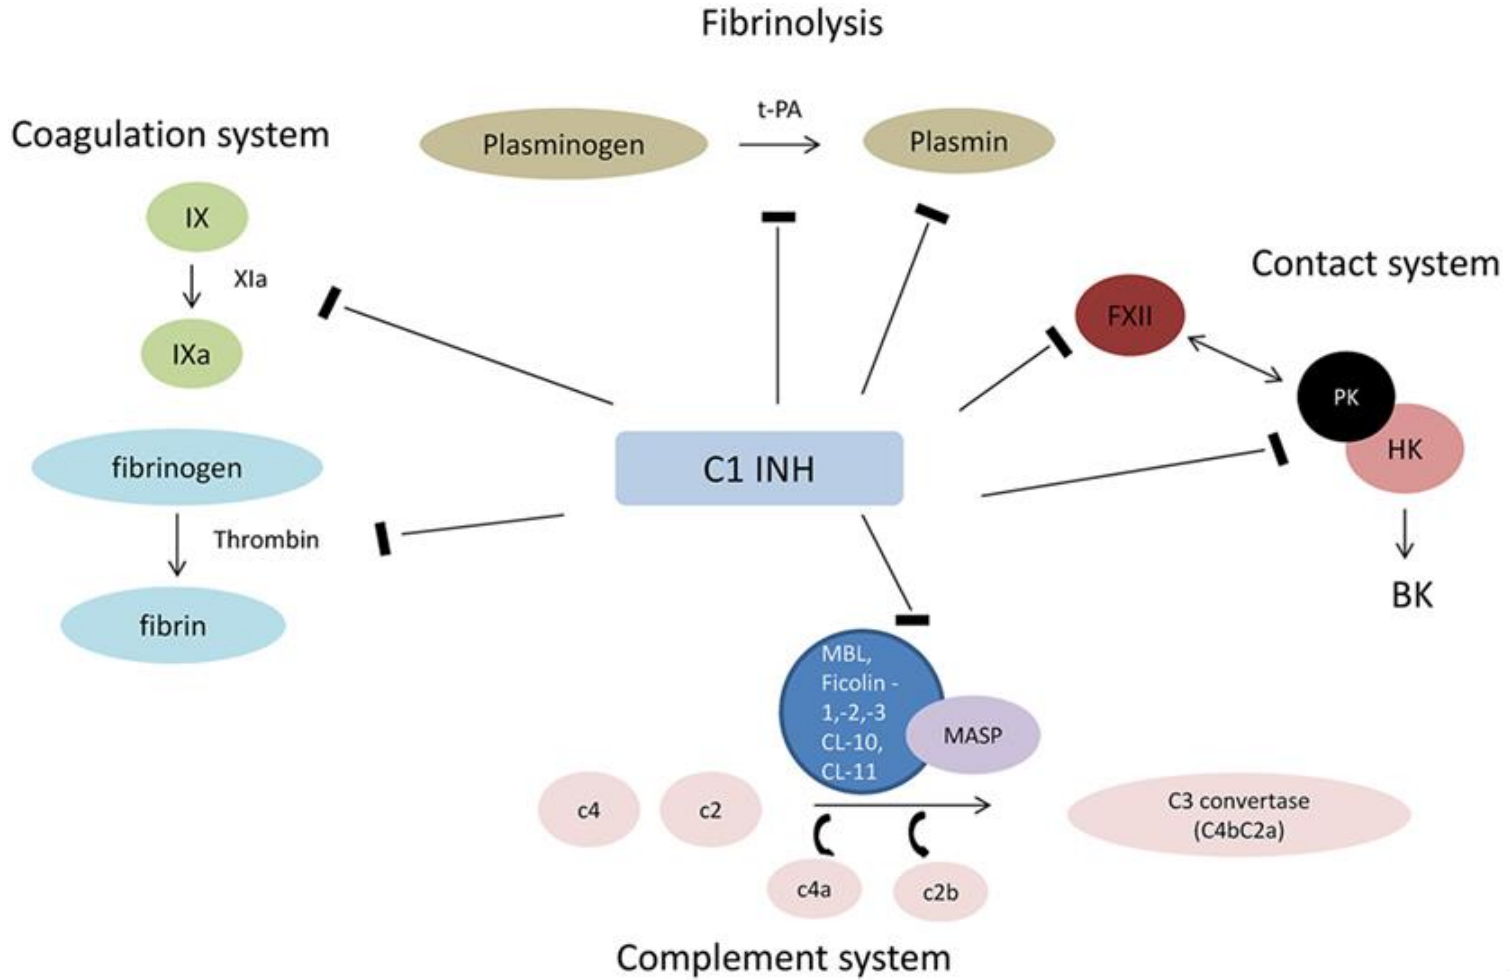 Fibrinolysis
t-PA
Plasminogen
Plasmin
Coagulation system
IX
XIa
IXa
fibrinogen
Thrombin
fibrin
Contact system
FXII
PK
HK
BK
C1 INH
MBL,
Ficolin -
1,-2,-3
CL-10,
CL-11
MASP
c4
c2
C3 convertase
(C4bC2a)
c4a
c2b
Complement system